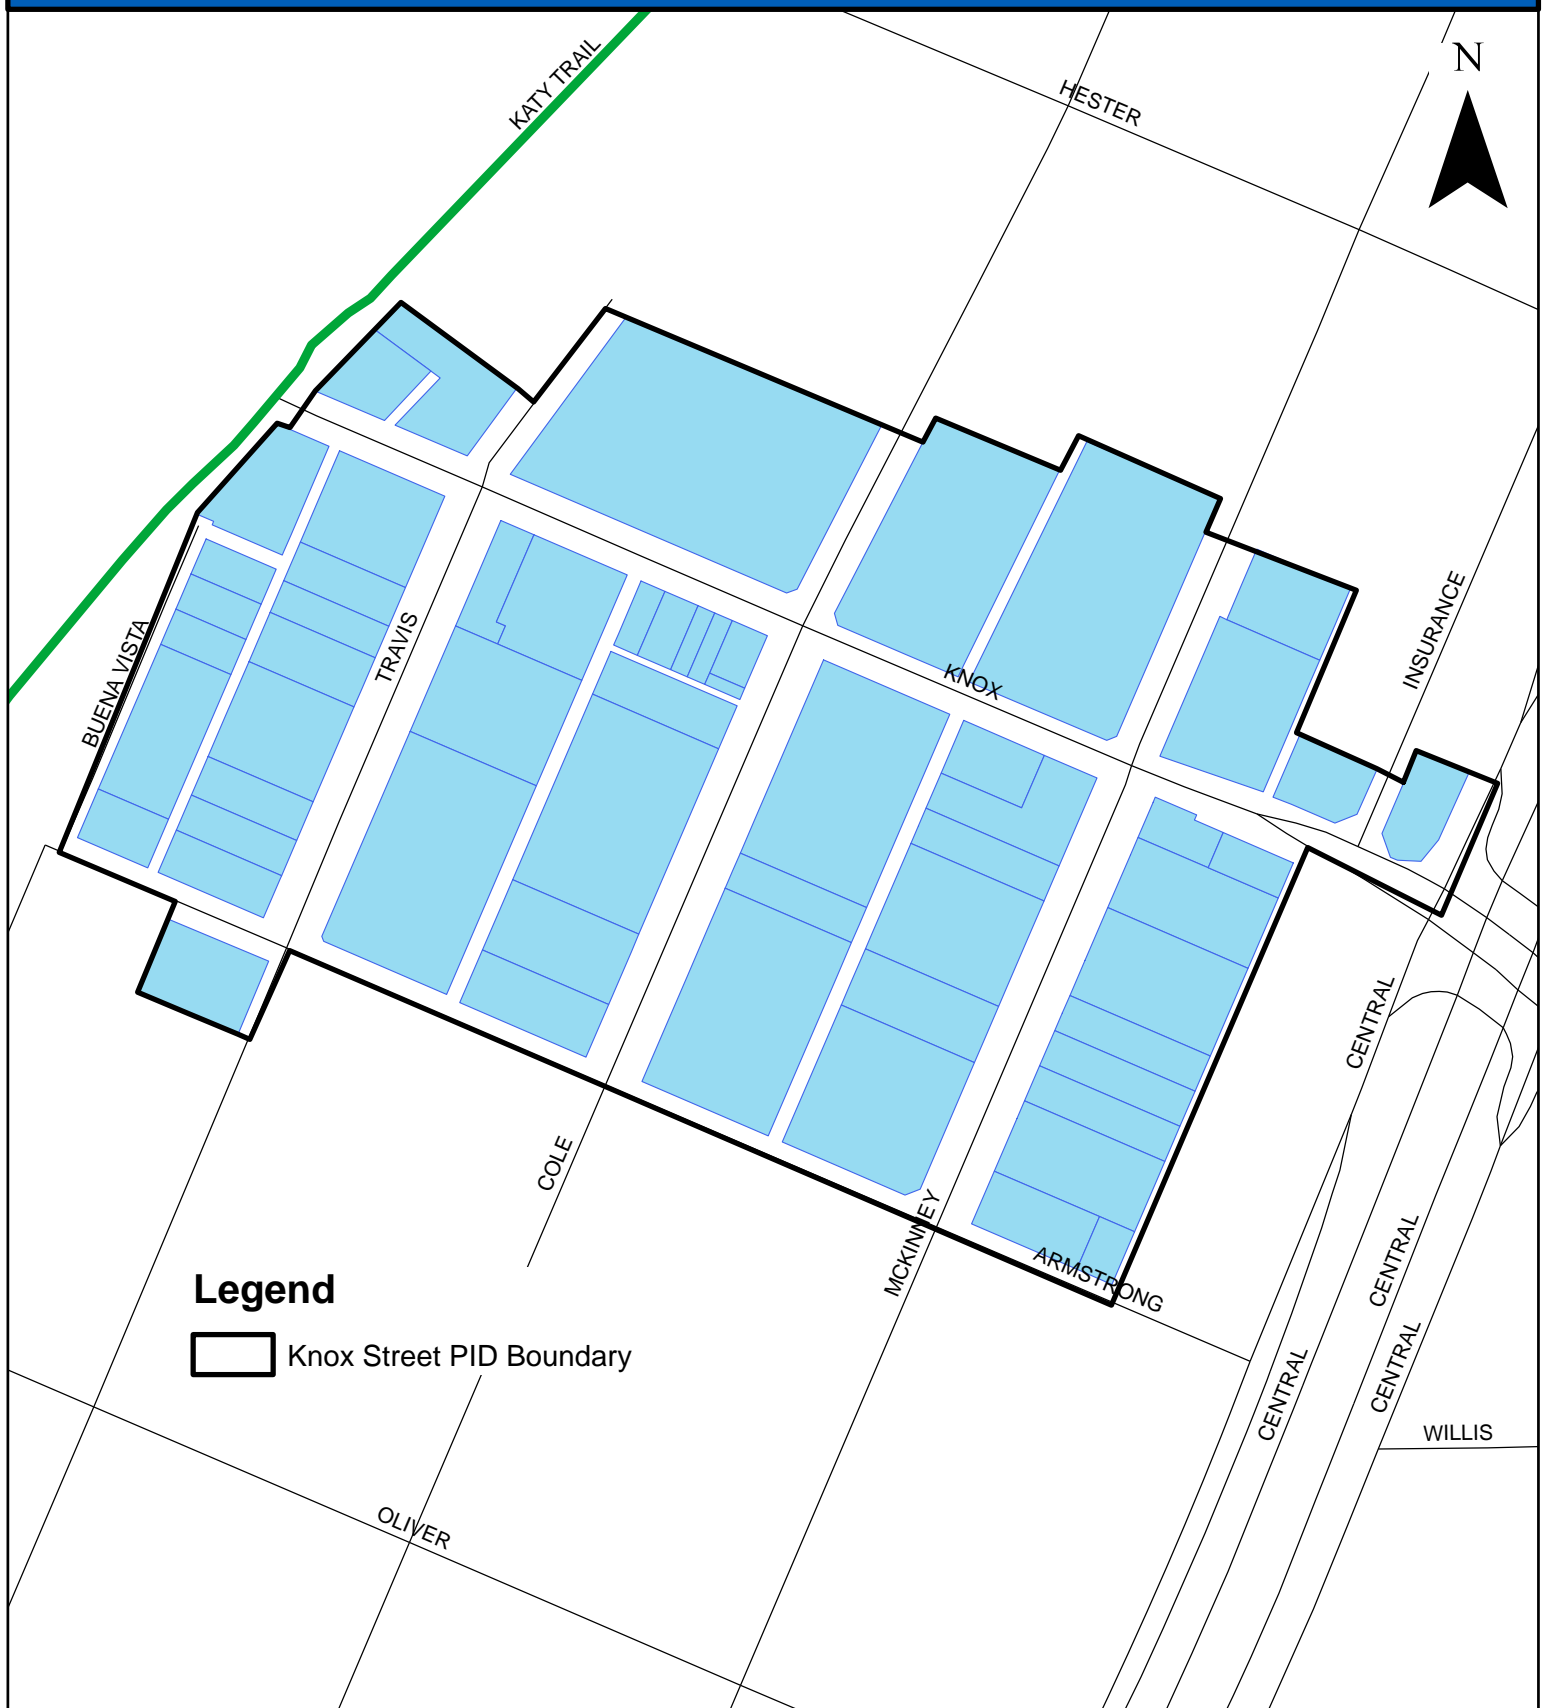 KATY TRAIL
N
HESTER
INSURANCE
BUENA VISTA
TRAVIS
KNOX
CENTRAL
COLE
MCKINNEY
ARMSTRONG
CENTRAL
CENTRAL
CENTRAL
Legend
Knox Street PID Boundary
WILLIS
OLIVER